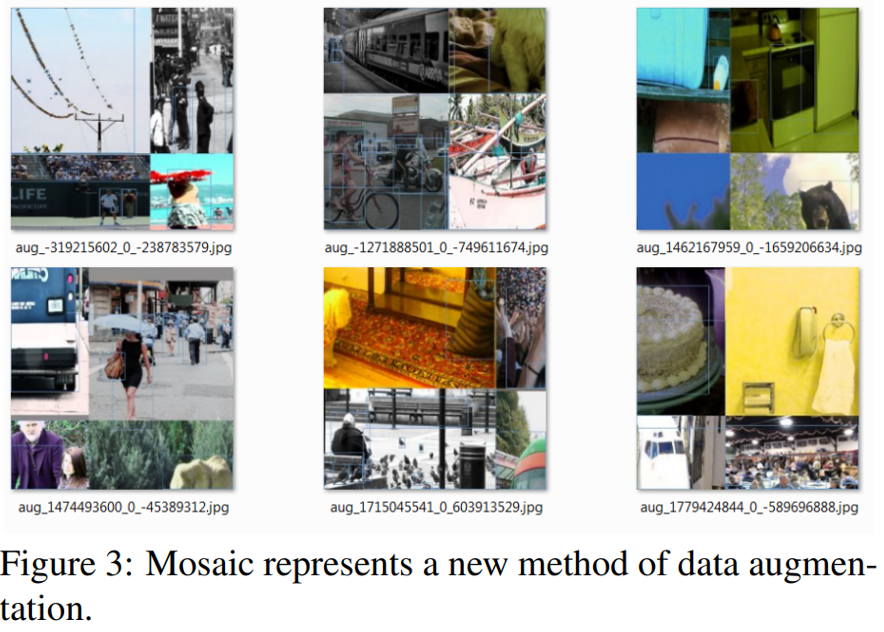 LIFE
aug_-319215602_0_-238783579.jpg
aug_-1271888501_0_-749611674.jpg
aug_1462167959_0_-1659206634.jpg
aug_1474493600_0_-45389312.jpg
aug_1715045541_0_603913529.jpg
aug_1779424844_0_-589696888.jpg
Figure 3: Mosaic represents a new method of data augmen-
tation.